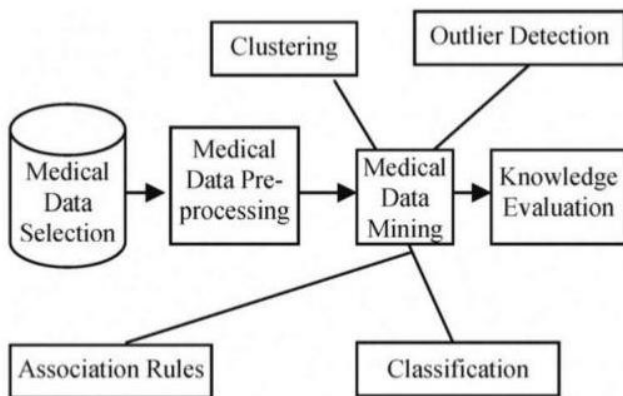 Clustering
Outlier Detection
Medical
Data
Selection
Medical
Data Pre-
processing
Medical
Data
Mining
Knowledge
Evaluation
Association Rules
Classification